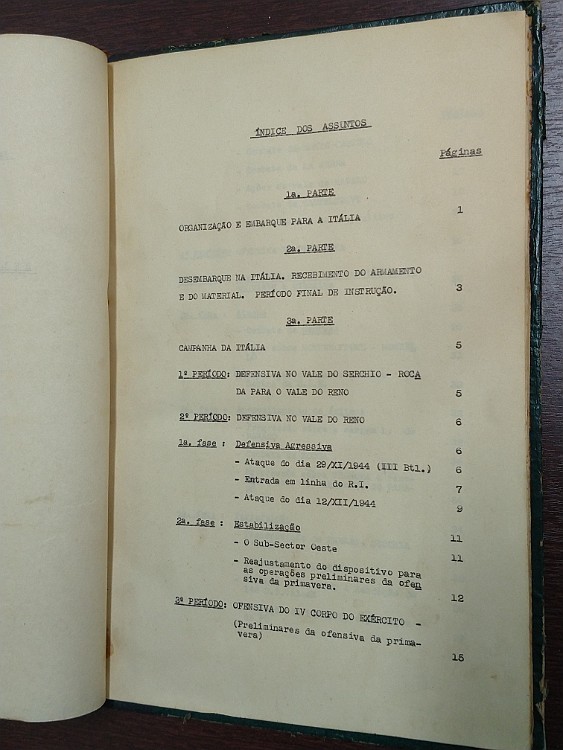 ÍNDICE DOS ASSUNTOS
Páginas
1a. PARTE
ORGANIZAÇÃO E EMBARQUE PARA A ITÁLIA 1
2a. PARTE
DESEMBARQUE NA ITÁLIA. RECEBIMENTO DO ARMAMENTO
E DO MATERIAL. PERÍODO FINAL DE INSTRUÇÃO. 3
3a. PARTE
CAMPANHA DA ITÁLIA 5
1º PERÍODO: DEFENSIVA NO VALE DO SERCHIO - ROCA
DA PARA O VALE DO RENO 5
2º PERÍODO: DEFENSIVA NO VALE DO RENO 6
1a. fase : Defensiva Agressiva 6
- Ataque do dia 29/XI/1944 (III Btl.) 6
- Entrada em linha do R.I. 7
- Ataque do dia 12/XII/1944 9
2a. fase : Estabilização 11
- O Sub-Sector Oeste 11
- Reajustamento do dispositivo para
as operações preliminares da ofen
siva da primavera. 12
3º PERÍODO: OFENSIVA DO IV CORPO DO EXÉRCITO -
(Preliminares da ofensiva da prima-
vera) 15